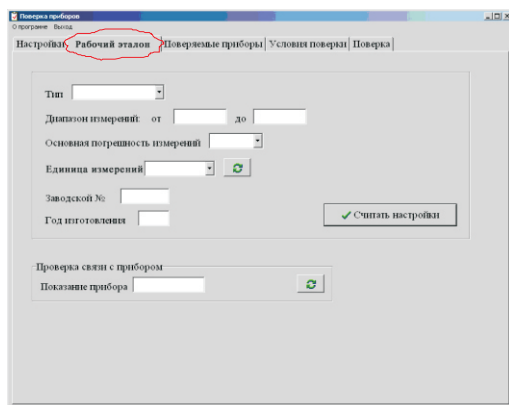 Поверка приборов
О программе Выход
Настройки Рабочий эталон Поверяемые приборы Условия поверки Поверка
Тип
Диапазон измерений: от до
Основная погрешность измерений
Единица измерений
Заводской №
Год изготовления
Считать настройки
Проверка связи с прибором
Показание прибора